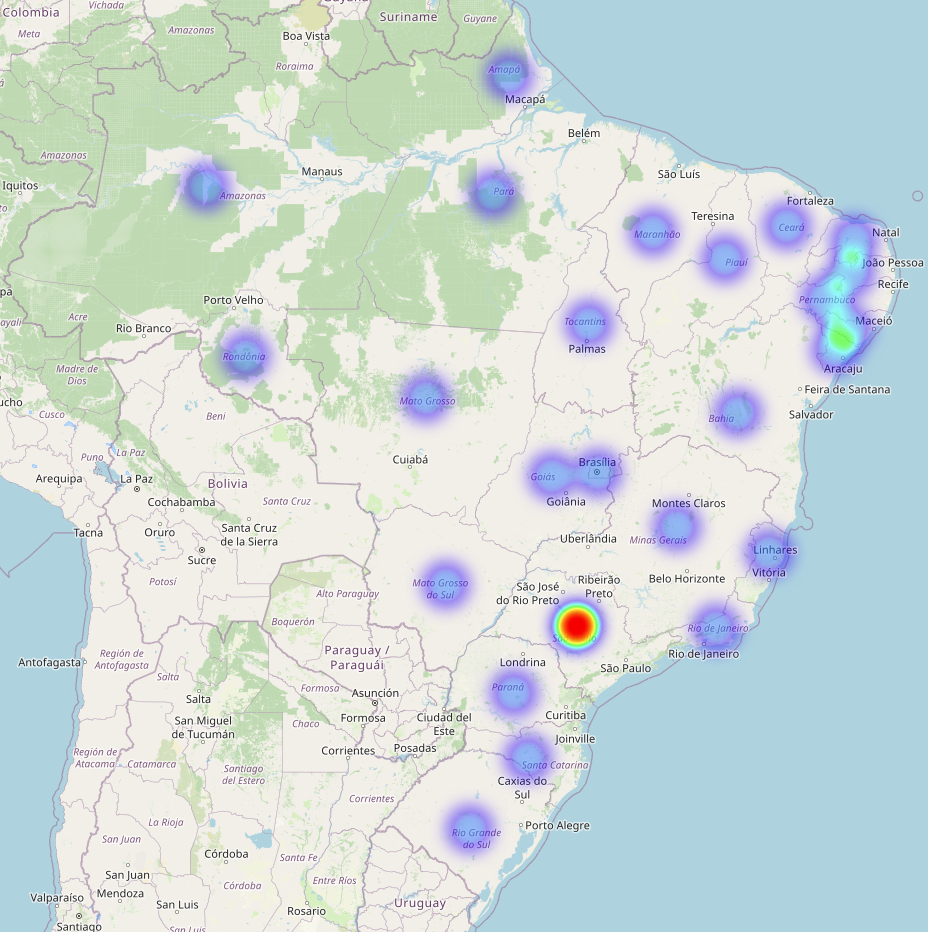 Colombia
Vichada
Meta
Amazonas
Boa Vista
Roraima
Suriname
Guyane
Amapá
Macapá
Belém
Amazonas
Iquitos
Manaus
Amazonas
Pará
São Luís
Maranhão
Teresina
Piauí
Fortaleza
Ceará
Natal
João Pessoa
Recife
Pernambuco
Maceió
Aracaju
Porto Velho
Acre
Rio Branco
Rondônia
Tocantins
Palmas
Madre de
Dios
Mato Grosso
Feira de Santana
Bahia
Salvador
Cusco
Beni
Puno
La Paz
Cuiabá
Goiás
Brasília
Goiânia
Arequipa
La Paz
Bolivia
Cochabamba
Santa Cruz
Montes Claros
Tacna
Oruro
Santa Cruz
de la Sierra
Uberlândia
Minas Gerais
Linhares
Sucre
Vitória
Potosí
Alto Paraguay
Mato Grosso
do Sul
São José
do Rio Preto
Ribeirão
Preto
Belo Horizonte
Boquerón
Rio de Janeiro
Rio de Janeiro
Antofagasta
Región de
Antofagasta
Paraguay /
Paraguái
Londrina
São Paulo
Salta
Formosa
Paraná
Salta
Asunción
San Miguel
de Tucumán
Chaco
Formosa
Ciudad del
Este
Curitiba
Joinville
Región de
Atacama
Catamarca
Corrientes
Posadas
Santa Catarina
Santiago
del Estero
Caxias do
Sul
Corrientes
La Rioja
Rio Grande
do Sul
Porto Alegre
San Juan
Córdoba
Santa Fe
San Juan
Mendoza
Córdoba
Entre Ríos
Valparaíso
San Luis
Rosario
Uruguay
Santiago
San Luis